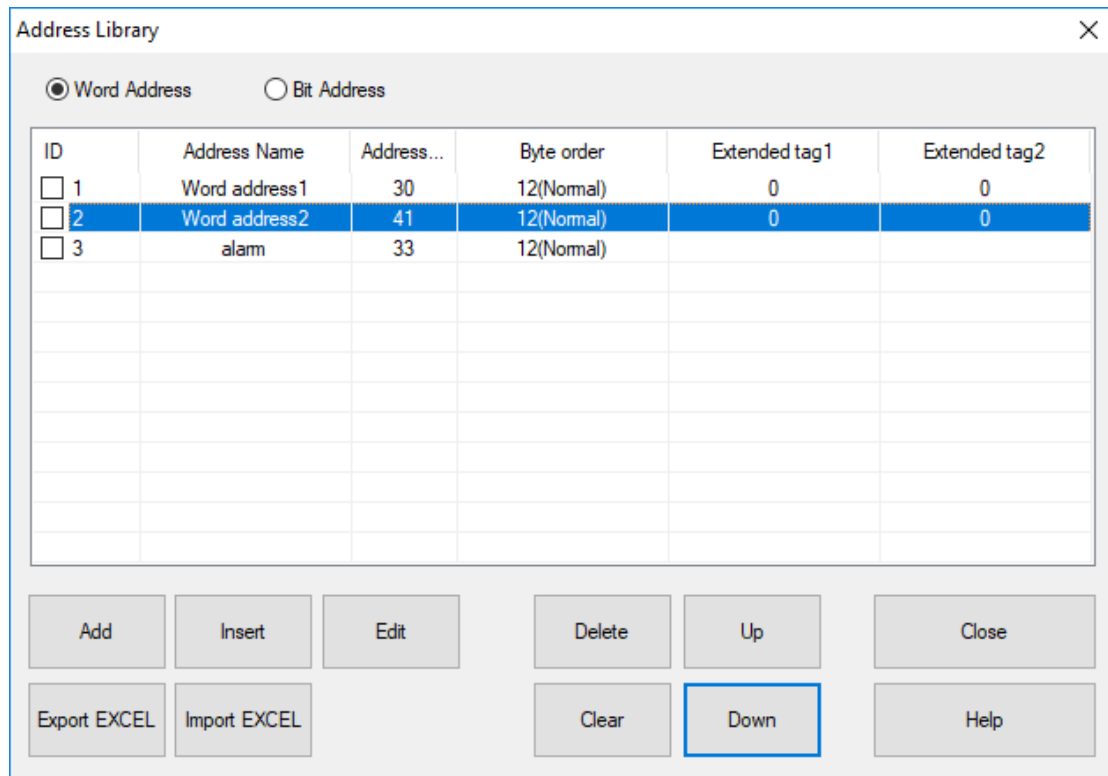 Address Library
Word Address Bit Address
ID Address Name Address... Byte order Extended tag1 Extended tag2
1 Word address1 30 12(Normal) 0 0
2 Word address2 41 12(Normal) 0 0
3 alarm 33 12(Normal)
Add Insert Edit Delete Up Close
Export EXCEL Import EXCEL Clear Down Help